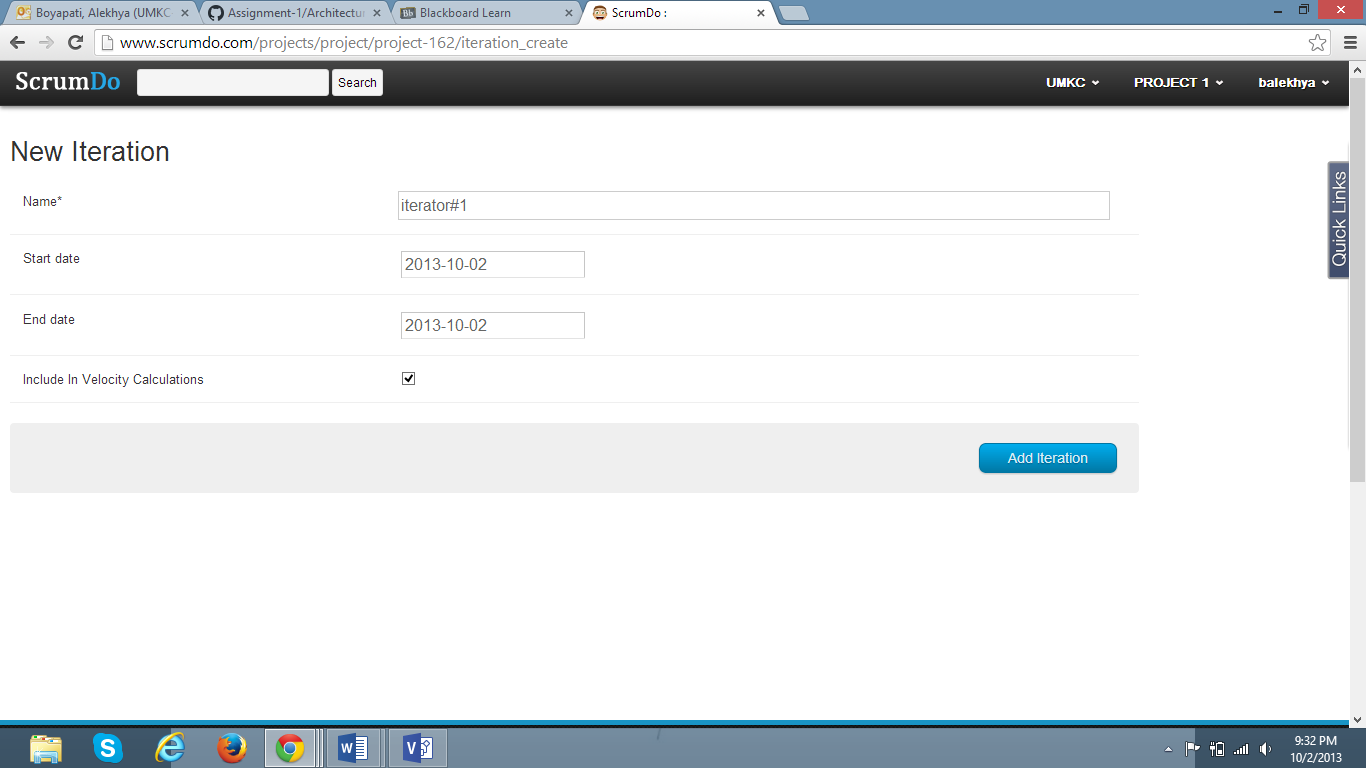 Boyapati, Alekhya (UMKC
Assignment-1/Architectur
Blackboard Learn
ScrumDo :
www.scrumdo.com/projects/project/project-162/iteration_create
ScrumDo
Search
UMKC
PROJECT 1
balekhya
New Iteration
Name*
iterator#1
Start date
2013-10-02
End date
2013-10-02
Include In Velocity Calculations
Add Iteration
Quick Links
9:32 PM
10/2/2013